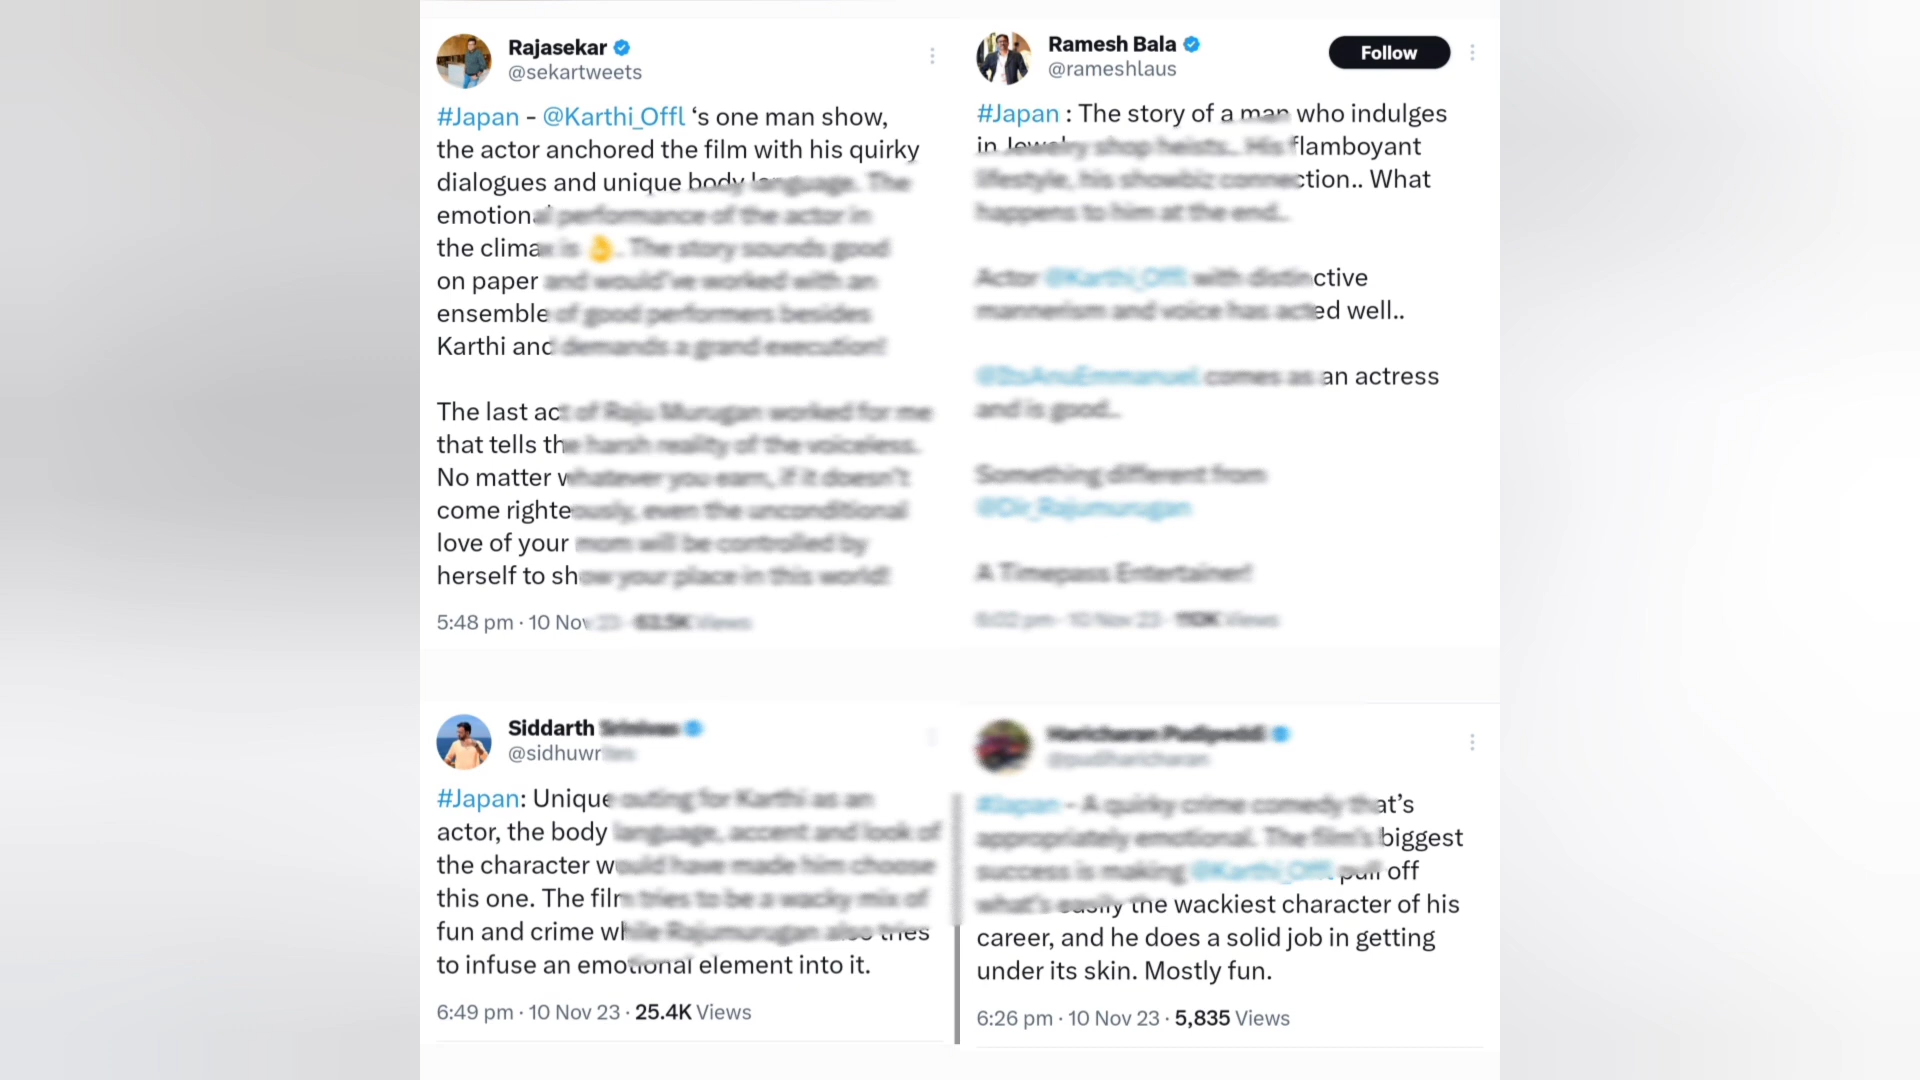 Rajasekar
@sekartweets
#Japan - @Karthi_Offl ‘s one man show,
the actor anchored the film with his quirky
dialogues and unique body language. The
emotional performance of the actor in
the climax is 👌. The story sounds good
on paper and would've worked with an
ensemble of good performers besides
Karthi and demands a grand execution!
The last act of Raju Murugan worked for me
that tells the harsh reality of the voiceless.
No matter whatever you earn, if it doesn't
come righteously, even the unconditional
love of your mom will be controlled by
herself to show your place in this world!
5:48 pm · 10 Nov 23 · 63.5K Views
Ramesh Bala
@rameshlaus
Follow
#Japan : The story of a man who indulges
in Jewelry shop heists.. His flamboyant
lifestyle, his showbiz connection.. What
happens to him at the end..
Actor @Karthi_Offl with distinctive
mannerism and voice has acted well..
@ItsAnuEmmanuel comes as an actress
and is good..
Something different from
@Dir_Rajumurugan
A Timepass Entertainer!
6:02 pm · 10 Nov 23 · 110K Views
Siddarth Srinivas
@sidhuwrites
#Japan: Unique outing for Karthi as an
actor, the body language, accent and look of
the character would have made him choose
this one. The film tries to be a wacky mix of
fun and crime while Rajumurugan also tries
to infuse an emotional element into it.
6:49 pm · 10 Nov 23 · 25.4K Views
Haricharan Pudipeddi
@pudiharicharan
#Japan - A quirky crime comedy that's
appropriately emotional. The film's biggest
success is making @Karthi_Offl pull off
what's easily the wackiest character of his
career, and he does a solid job in getting
under its skin. Mostly fun.
6:26 pm · 10 Nov 23 · 5,835 Views